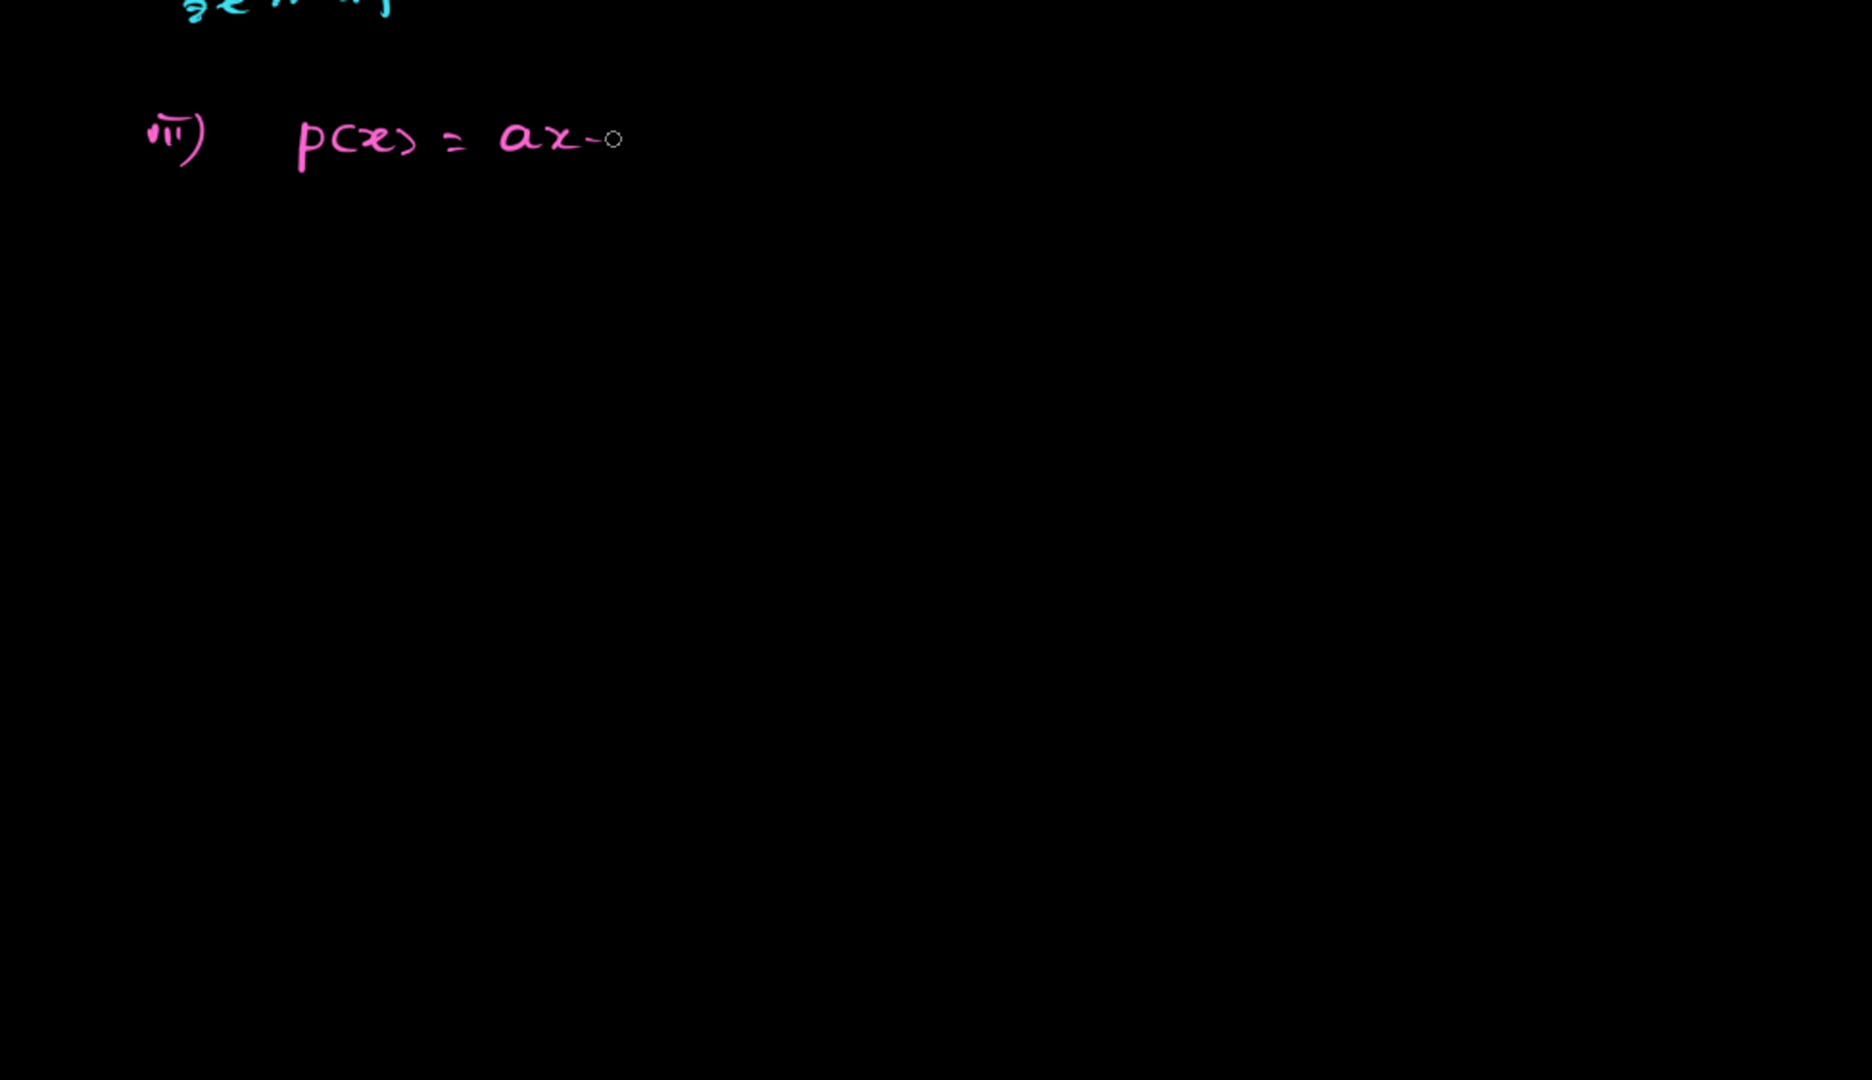 iii) p(x) = ax-